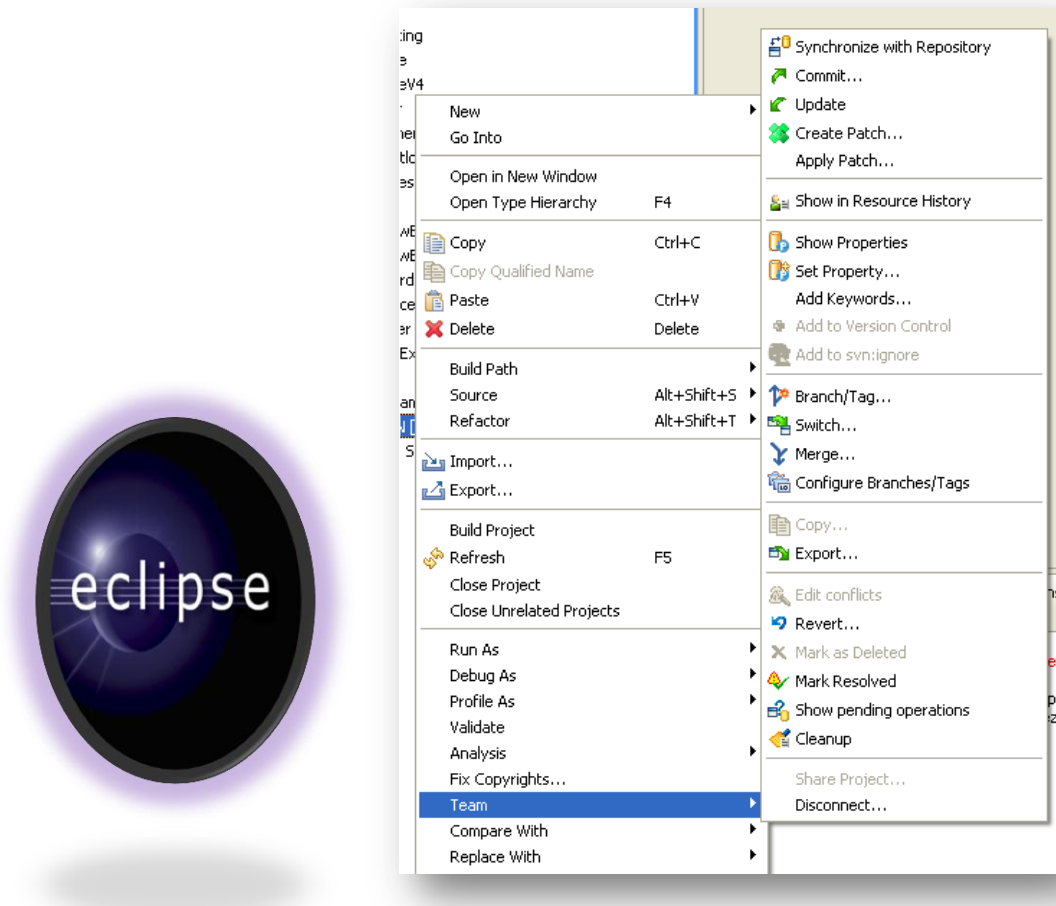 eclipse
New
Go Into
Open in New Window
Open Type Hierarchy F4
Copy Ctrl+C
Copy Qualified Name
Paste Ctrl+V
Delete Delete
Build Path
Source Alt+Shift+S
Refactor Alt+Shift+T
Import...
Export...
Build Project
Refresh F5
Close Project
Close Unrelated Projects
Run As
Debug As
Profile As
Validate
Analysis
Fix Copyrights...
Team
Compare With
Replace With
Synchronize with Repository
Commit...
Update
Create Patch...
Apply Patch...
Show in Resource History
Show Properties
Set Property...
Add Keywords...
Add to Version Control
Add to svn:ignore
Branch/Tag...
Switch...
Merge...
Configure Branches/Tags
Copy...
Export...
Edit conflicts
Revert...
Mark as Deleted
Mark Resolved
Show pending operations
Cleanup
Share Project...
Disconnect...